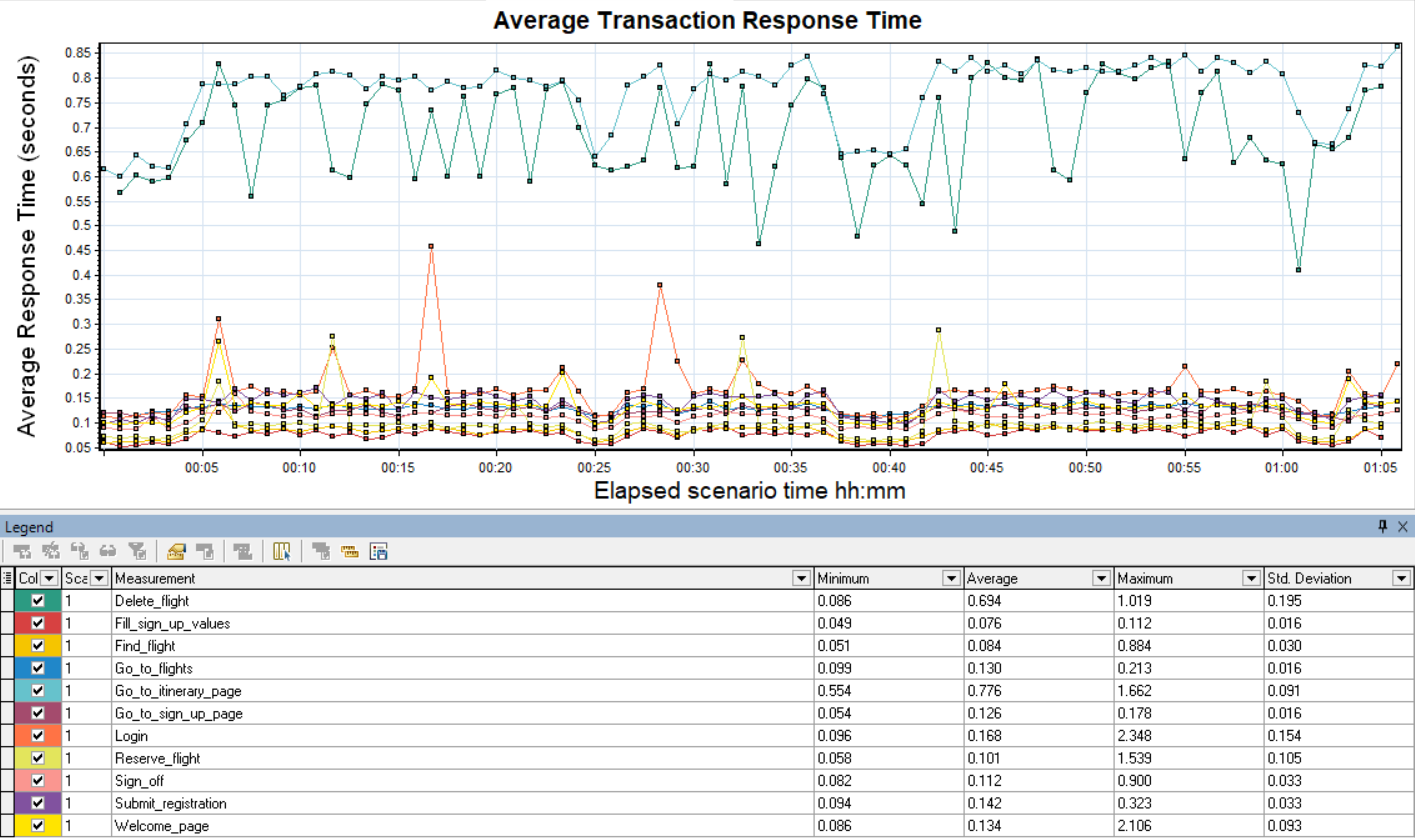 Average Transaction Response Time
Average Response Time (seconds)
0.85
0.8
0.75
0.7
0.65
0.6
0.55
0.5
0.45
0.4
0.35
0.3
0.25
0.2
0.15
0.1
0.05
00:05 00:10 00:15 00:20 00:25 00:30 00:35 00:40 00:45 00:50 00:55 01:00 01:05
Elapsed scenario time hh:mm
Legend
Col Sca Measurement Minimum Average Maximum Std. Deviation
1 Delete_flight 0.086 0.694 1.019 0.195
1 Fill_sign_up_values 0.049 0.076 0.112 0.016
1 Find_flight 0.051 0.084 0.884 0.030
1 Go_to_flights 0.099 0.130 0.213 0.016
1 Go_to_itinerary_page 0.554 0.776 1.662 0.091
1 Go_to_sign_up_page 0.054 0.126 0.178 0.016
1 Login 0.096 0.168 2.348 0.154
1 Reserve_flight 0.058 0.101 1.539 0.105
1 Sign_off 0.082 0.112 0.900 0.033
1 Submit_registration 0.094 0.142 0.323 0.033
1 Welcome_page 0.086 0.134 2.106 0.093